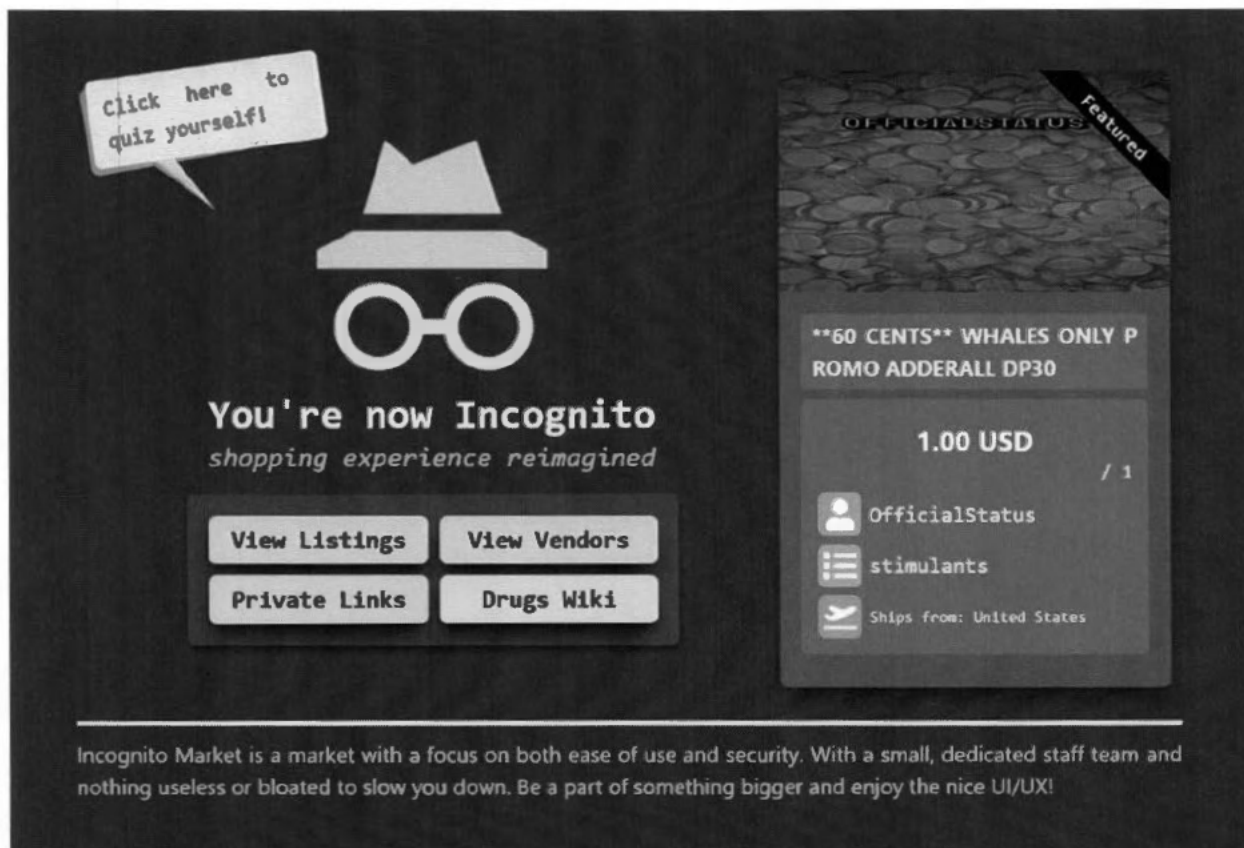 Click here to
quiz yourself!
You're now Incognito
shopping experience reimagined
View Listings
View Vendors
Private Links
Drugs Wiki
OFFICIALSTATUS
Featured
**60 CENTS** WHALES ONLY P
ROMO ADDERALL DP30
1.00 USD
/ 1
OfficialStatus
stimulants
Ships from: United States
Incognito Market is a market with a focus on both ease of use and security. With a small, dedicated staff team and
nothing useless or bloated to slow you down. Be a part of something bigger and enjoy the nice UI/UX!